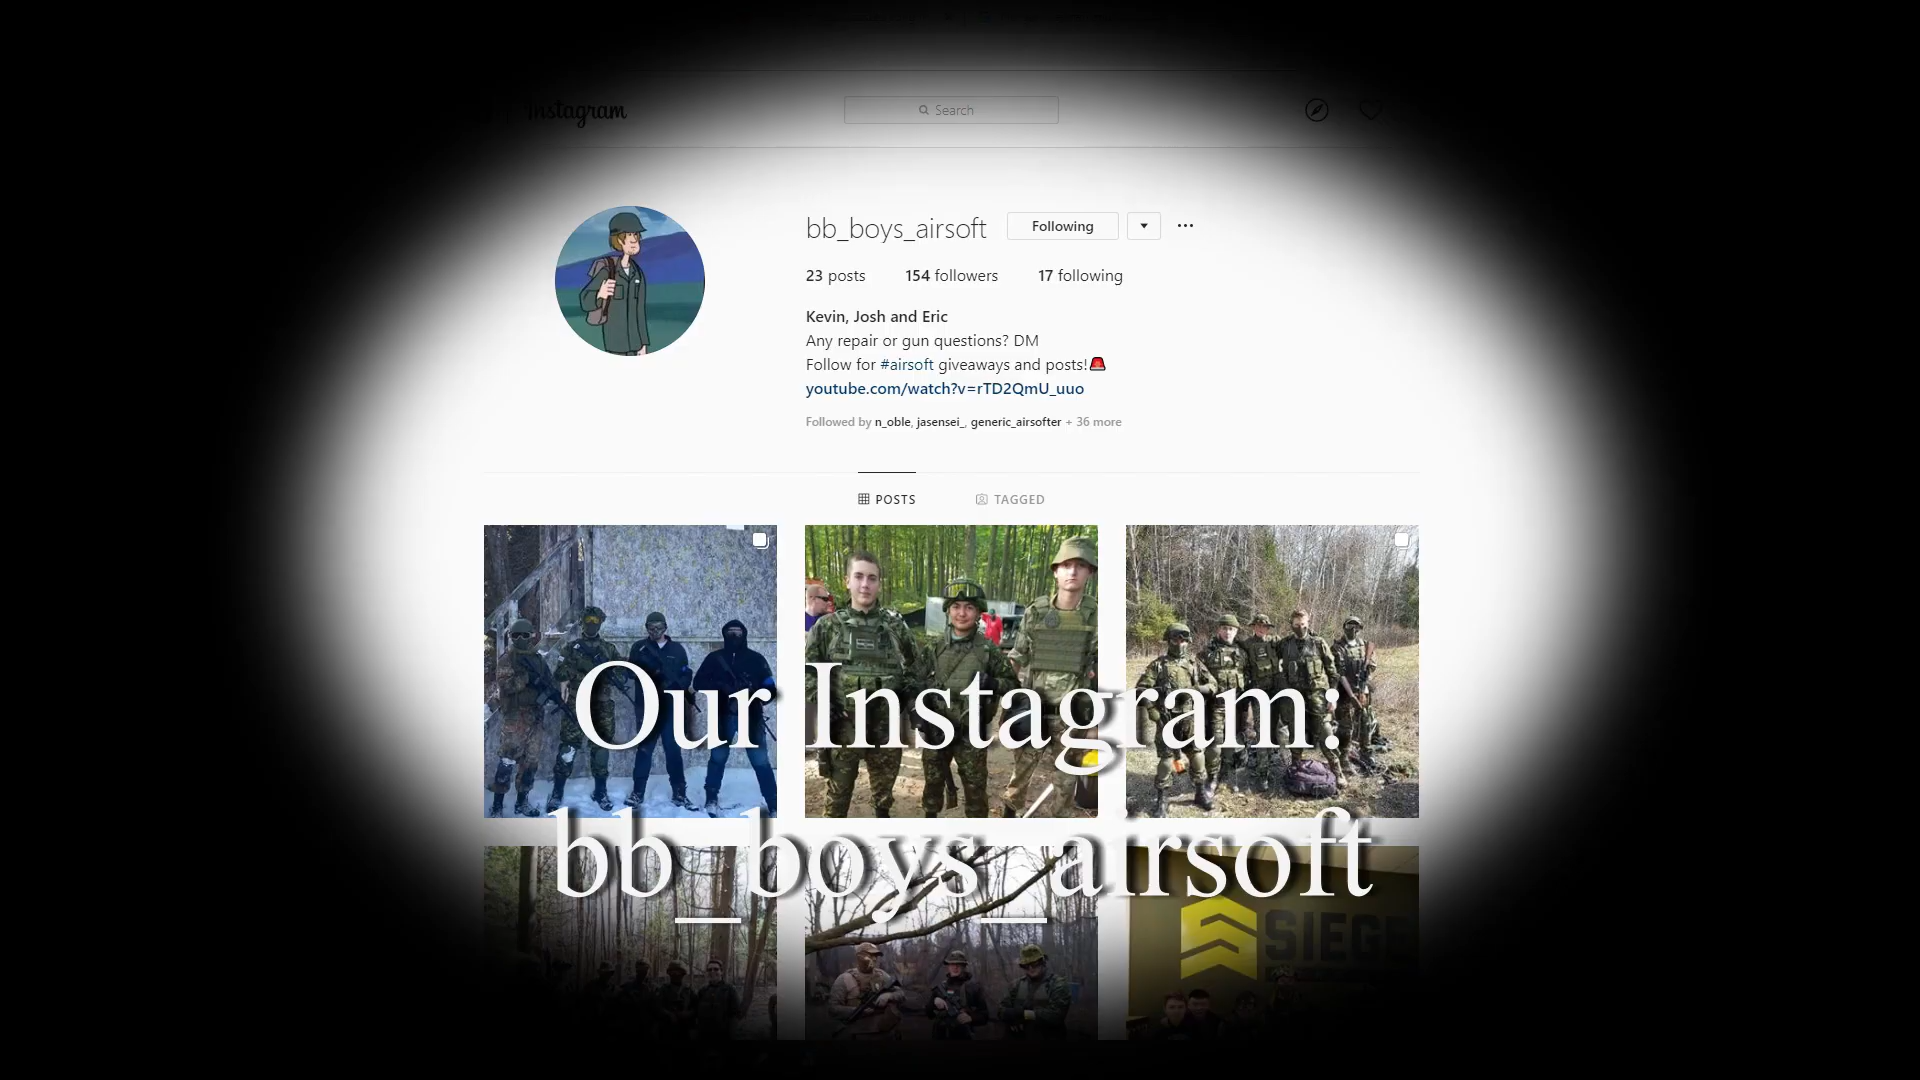 Instagram
Search
bb_boys_airsoft Following
23 posts 154 followers 17 following
Kevin, Josh and Eric
Any repair or gun questions? DM
Follow for #airsoft giveaways and posts!🚨
youtube.com/watch?v=rTD2QmU_uuo
Followed by n_oble, jasensei_, generic_airsofter + 36 more
POSTS TAGGED
Our Instagram:
bb_boys_airsoft
SIEGE